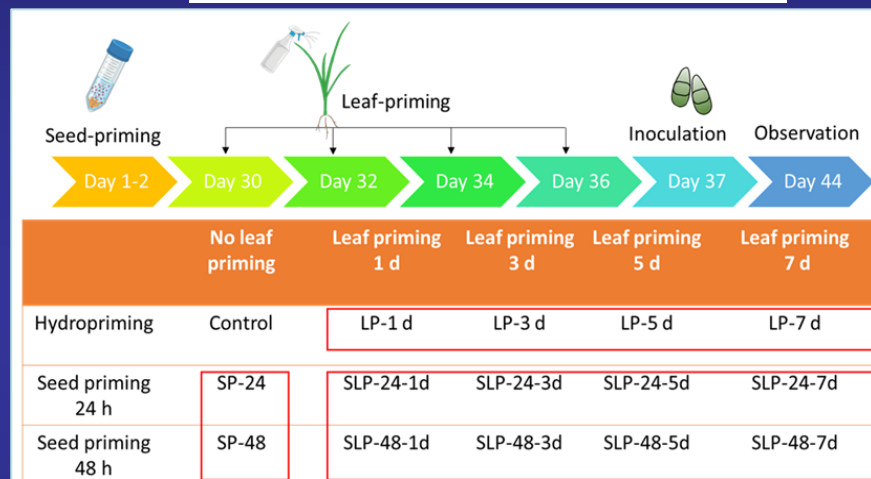 Leaf-priming
Seed-priming
Inoculation
Observation
Day 1-2
Day 30
Day 32
Day 34
Day 36
Day 37
Day 44
No leaf priming
Leaf priming 1 d
Leaf priming 3 d
Leaf priming 5 d
Leaf priming 7 d
Hydropriming
Control
LP-1 d
LP-3 d
LP-5 d
LP-7 d
Seed priming 24 h
SP-24
SLP-24-1d
SLP-24-3d
SLP-24-5d
SLP-24-7d
Seed priming 48 h
SP-48
SLP-48-1d
SLP-48-3d
SLP-48-5d
SLP-48-7d